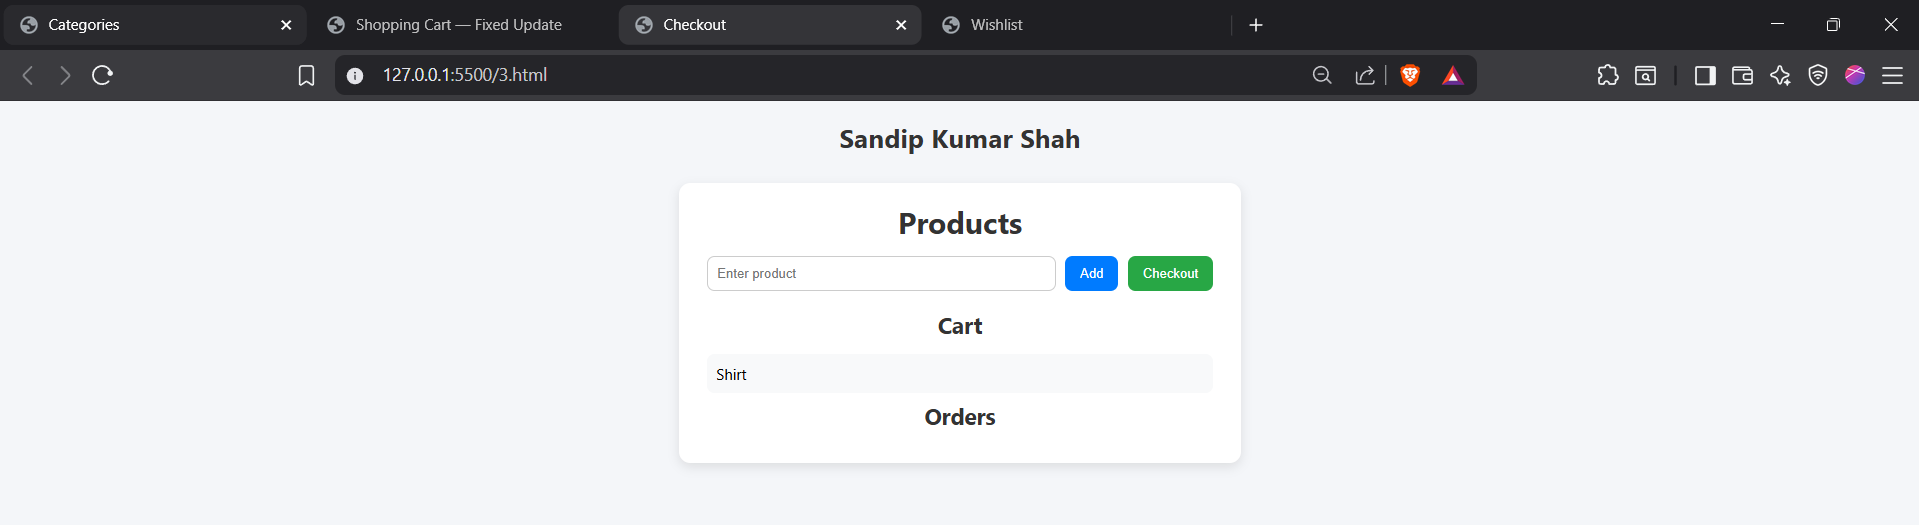 Categories
Shopping Cart — Fixed Update
Checkout
Wishlist
127.0.0.1:5500/3.html
Sandip Kumar Shah
Products
Enter product
Add
Checkout
Cart
Shirt
Orders